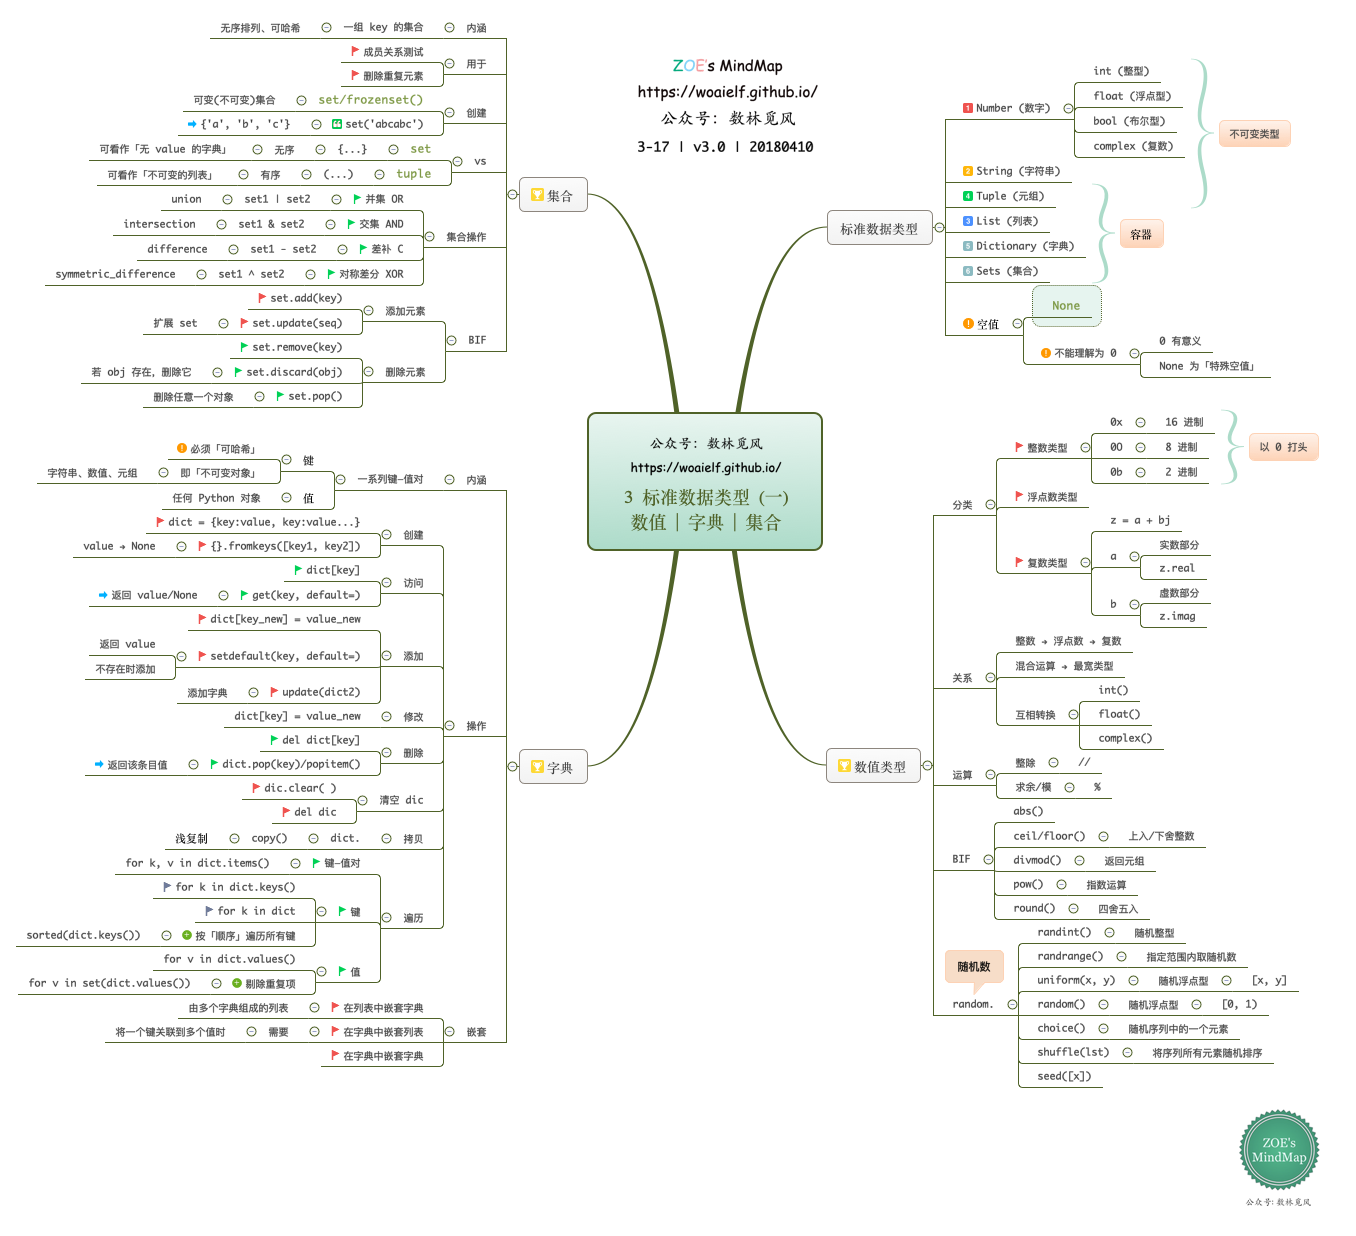 ZOE's MindMap
https://woaielf.github.io/
公众号：数林觅风
3-17 | v3.0 | 20180410
公众号：数林觅风
https://woaielf.github.io/
3 标准数据类型 (一)
数值 | 字典 | 集合
标准数据类型
1 Number (数字)
int (整型)
float (浮点型)
bool (布尔型)
complex (复数)
不可变类型
2 String (字符串)
4 Tuple (元组)
3 List (列表)
5 Dictionary (字典)
6 Sets (集合)
容器
空值
None
不能理解为 0
0 有意义
None 为「特殊空值」
数值类型
分类
整数类型
0x 16 进制
0O 8 进制
0b 2 进制
以 0 打头
浮点数类型
复数类型
z = a + bj
a
实数部分
z.real
b
虚数部分
z.imag
关系
整数 → 浮点数 → 复数
混合运算 → 最宽类型
互相转换
int()
float()
complex()
运算
整除 //
求余/模 %
BIF
abs()
ceil/floor() 上入/下舍整数
divmod() 返回元组
pow() 指数运算
round() 四舍五入
随机数
random.
randint() 随机整型
randrange() 指定范围内取随机数
uniform(x, y) 随机浮点型 [x, y]
random() 随机浮点型 [0, 1)
choice() 随机序列中的一个元素
shuffle(lst) 将序列所有元素随机排序
seed([x])
集合
无序排列、可哈希 一组 key 的集合 内涵
成员关系测试
用于
删除重复元素
可变(不可变)集合 set/frozenset()
创建
{'a', 'b', 'c'} set('abcabc')
可看作「无 value 的字典」 无序 {...} set
vs
可看作「不可变的列表」 有序 (...) tuple
union set1 | set2 并集 OR
intersection set1 & set2 交集 AND
集合操作
difference set1 - set2 差补 C
symmetric_difference set1 ^ set2 对称差分 XOR
set.add(key)
添加元素
扩展 set set.update(seq)
BIF
set.remove(key)
若 obj 存在，删除它 set.discard(obj)
删除元素
删除任意一个对象 set.pop()
字典
必须「可哈希」
键
字符串、数值、元组 即「不可变对象」
一系列键-值对 内涵
任何 Python 对象 值
dict = {key:value, key:value...}
创建
value → None {}.fromkeys([key1, key2])
dict[key]
访问
返回 value/None get(key, default=)
dict[key_new] = value_new
返回 value
setdefault(key, default=) 添加
不存在时添加
添加字典 update(dict2)
dict[key] = value_new 修改
操作
del dict[key]
删除
返回该条目值 dict.pop(key)/popitem()
dic.clear( )
清空 dic
del dic
浅复制 copy() dict. 拷贝
for k, v in dict.items() 键-值对
for k in dict.keys()
for k in dict 键
遍历
sorted(dict.keys()) 按「顺序」遍历所有键
for v in dict.values()
值
for v in set(dict.values()) 剔除重复项
由多个字典组成的列表 在列表中嵌套字典
将一个键关联到多个值时 需要 在字典中嵌套列表 嵌套
在字典中嵌套字典
ZOE's
MindMap
公众号: 数林觅风